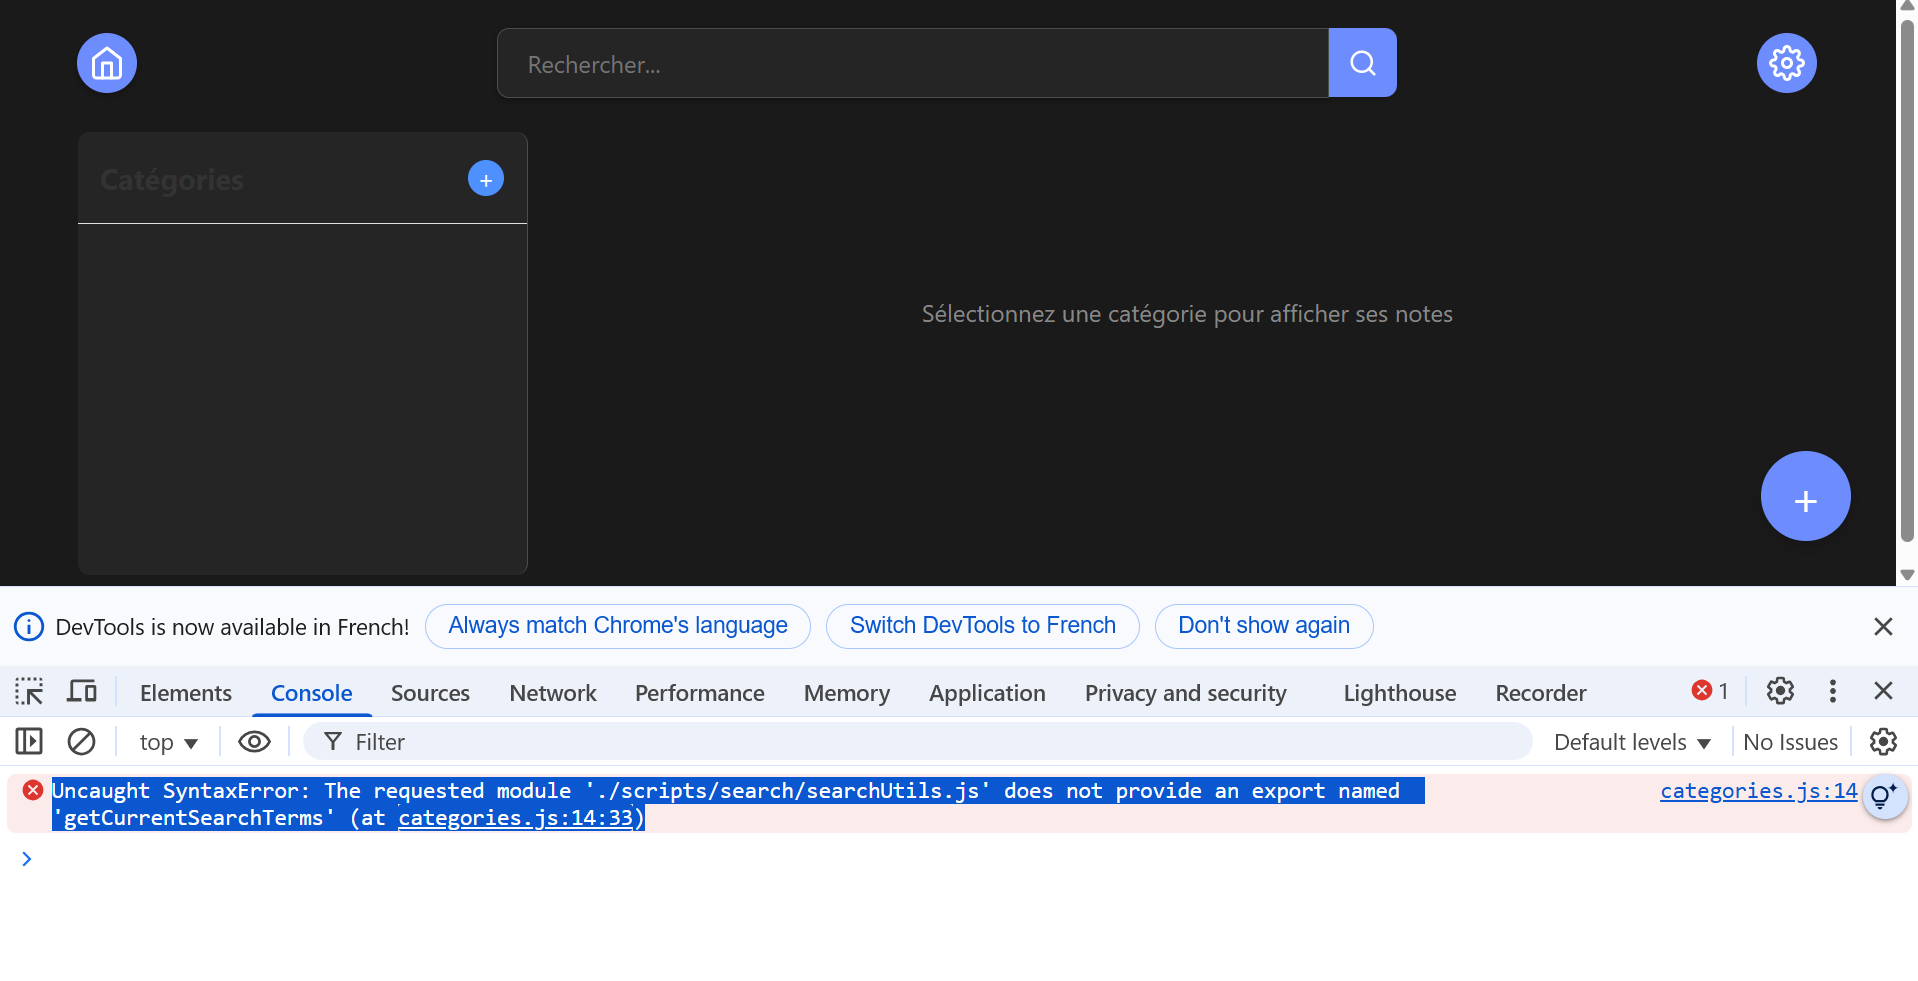 Rechercher...
Catégories
+
Sélectionnez une catégorie pour afficher ses notes
+
DevTools is now available in French!
Always match Chrome's language
Switch DevTools to French
Don't show again
Elements
Console
Sources
Network
Performance
Memory
Application
Privacy and security
Lighthouse
Recorder
1
top
Filter
Default levels
No Issues
Uncaught SyntaxError: The requested module './scripts/search/searchUtils.js' does not provide an export named
categories.js:14
'getCurrentSearchTerms' (at categories.js:14:33)